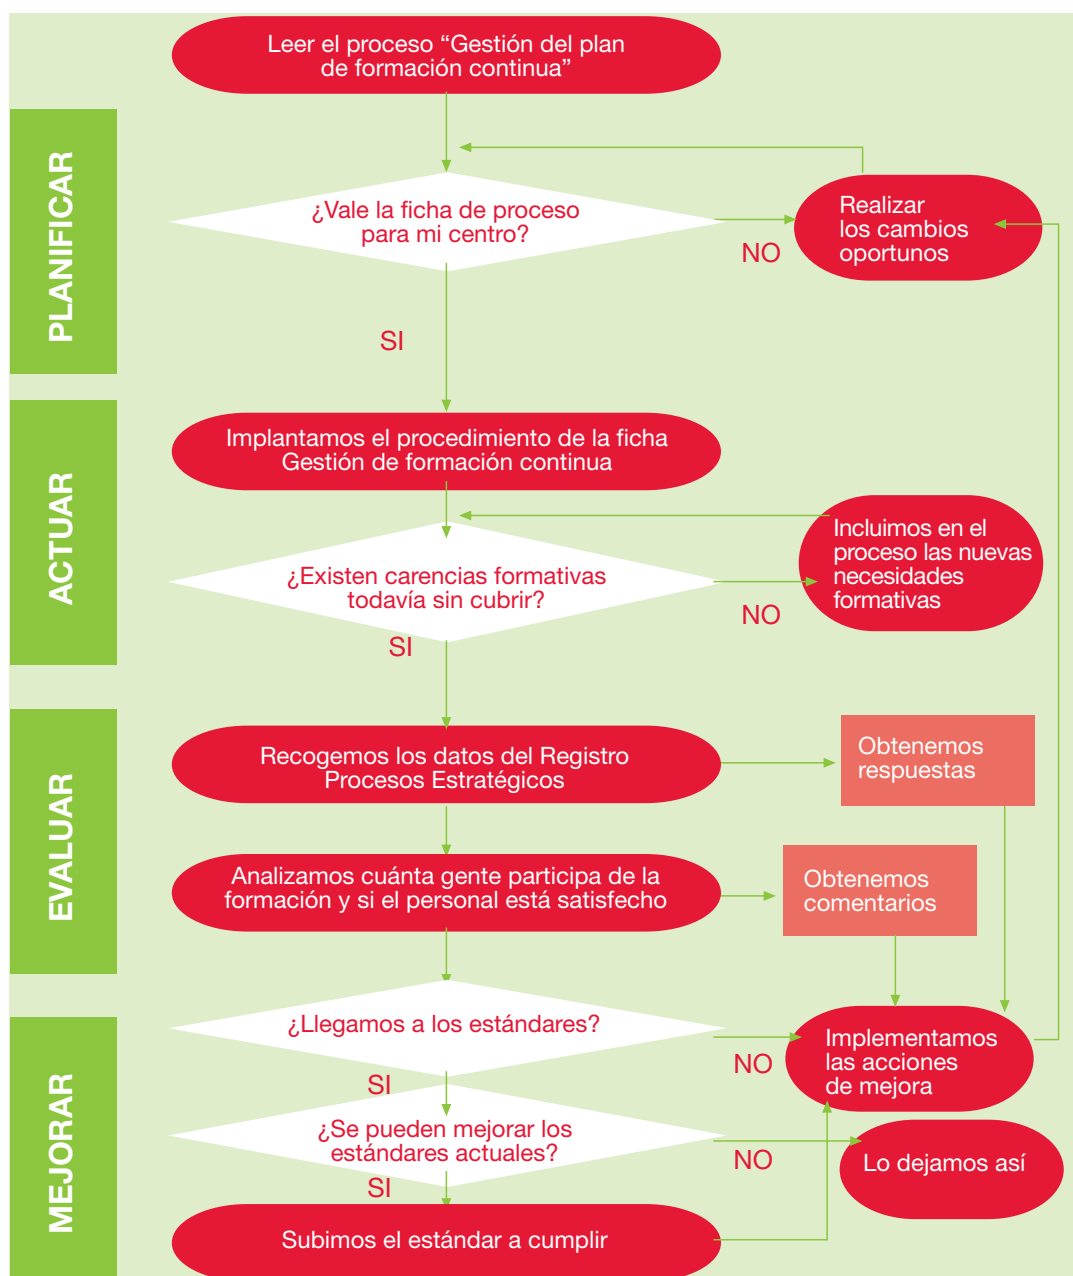 Leer el proceso “Gestión del plan
de formación continua”
PLANIFICAR
¿Vale la ficha de proceso
para mi centro?
NO
Realizar
los cambios
oportunos
SI
ACTUAR
Implantamos el procedimiento de la ficha
Gestión de formación continua
¿Existen carencias formativas
todavía sin cubrir?
NO
Incluimos en el
proceso las nuevas
necesidades
formativas
SI
EVALUAR
Recogemos los datos del Registro
Procesos Estratégicos
Obtenemos
respuestas
Analizamos cuánta gente participa de la
formación y si el personal está satisfecho
Obtenemos
comentarios
MEJORAR
¿Llegamos a los estándares?
NO
Implementamos
las acciones
de mejora
SI
¿Se pueden mejorar los
estándares actuales?
NO
Lo dejamos así
SI
Subimos el estándar a cumplir